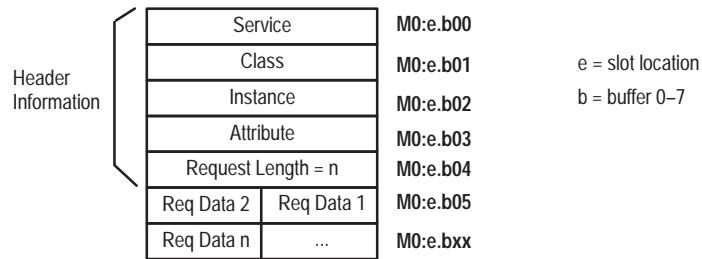 Service M0:e.b00
Class M0:e.b01 e = slot location
Header
Information
Instance M0:e.b02 b = buffer 0–7
Attribute M0:e.b03
Request Length = n M0:e.b04
Req Data 2 Req Data 1 M0:e.b05
Req Data n ... M0:e.bxx